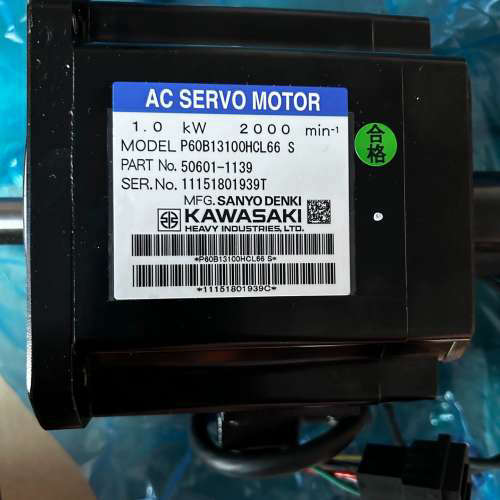 AC SERVO MOTOR
1.0 kW 2000 min-1
MODEL P60B13100HCL66 S
PART No. 50601-1139
SER.No. 11151801939T
MFG. SANYO DENKI
KAWASAKI
HEAVY INDUSTRIES, LTD.
*P60B13100HCL66 S*
*11151801939C*
合格